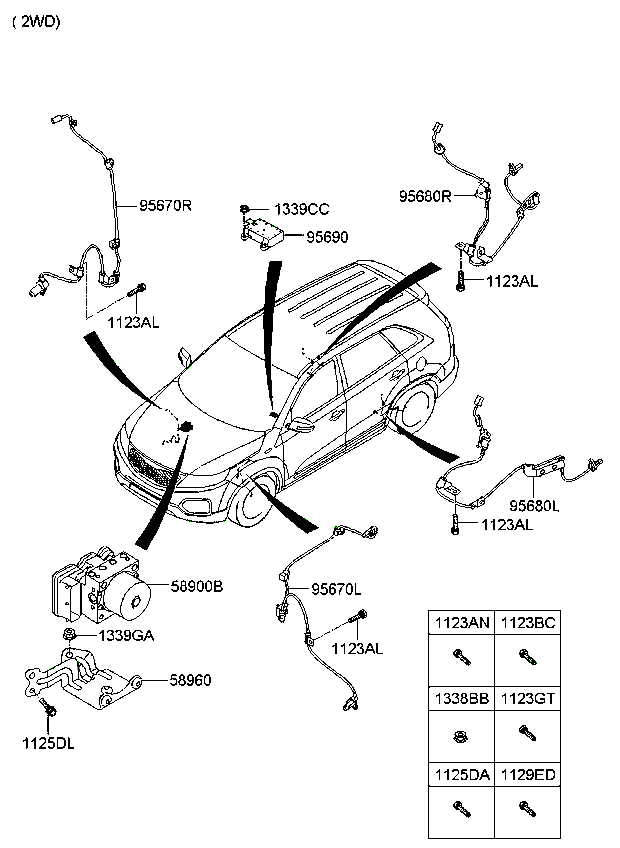 ( 2WD)
95670R
1123AL
1339CC
95690
95680R
1123AL
95680L
1123AL
58900B
1339GA
58960
1125DL
95670L
1123AL
1123AN 1123BC
1338BB 1123GT
1125DA 1129ED